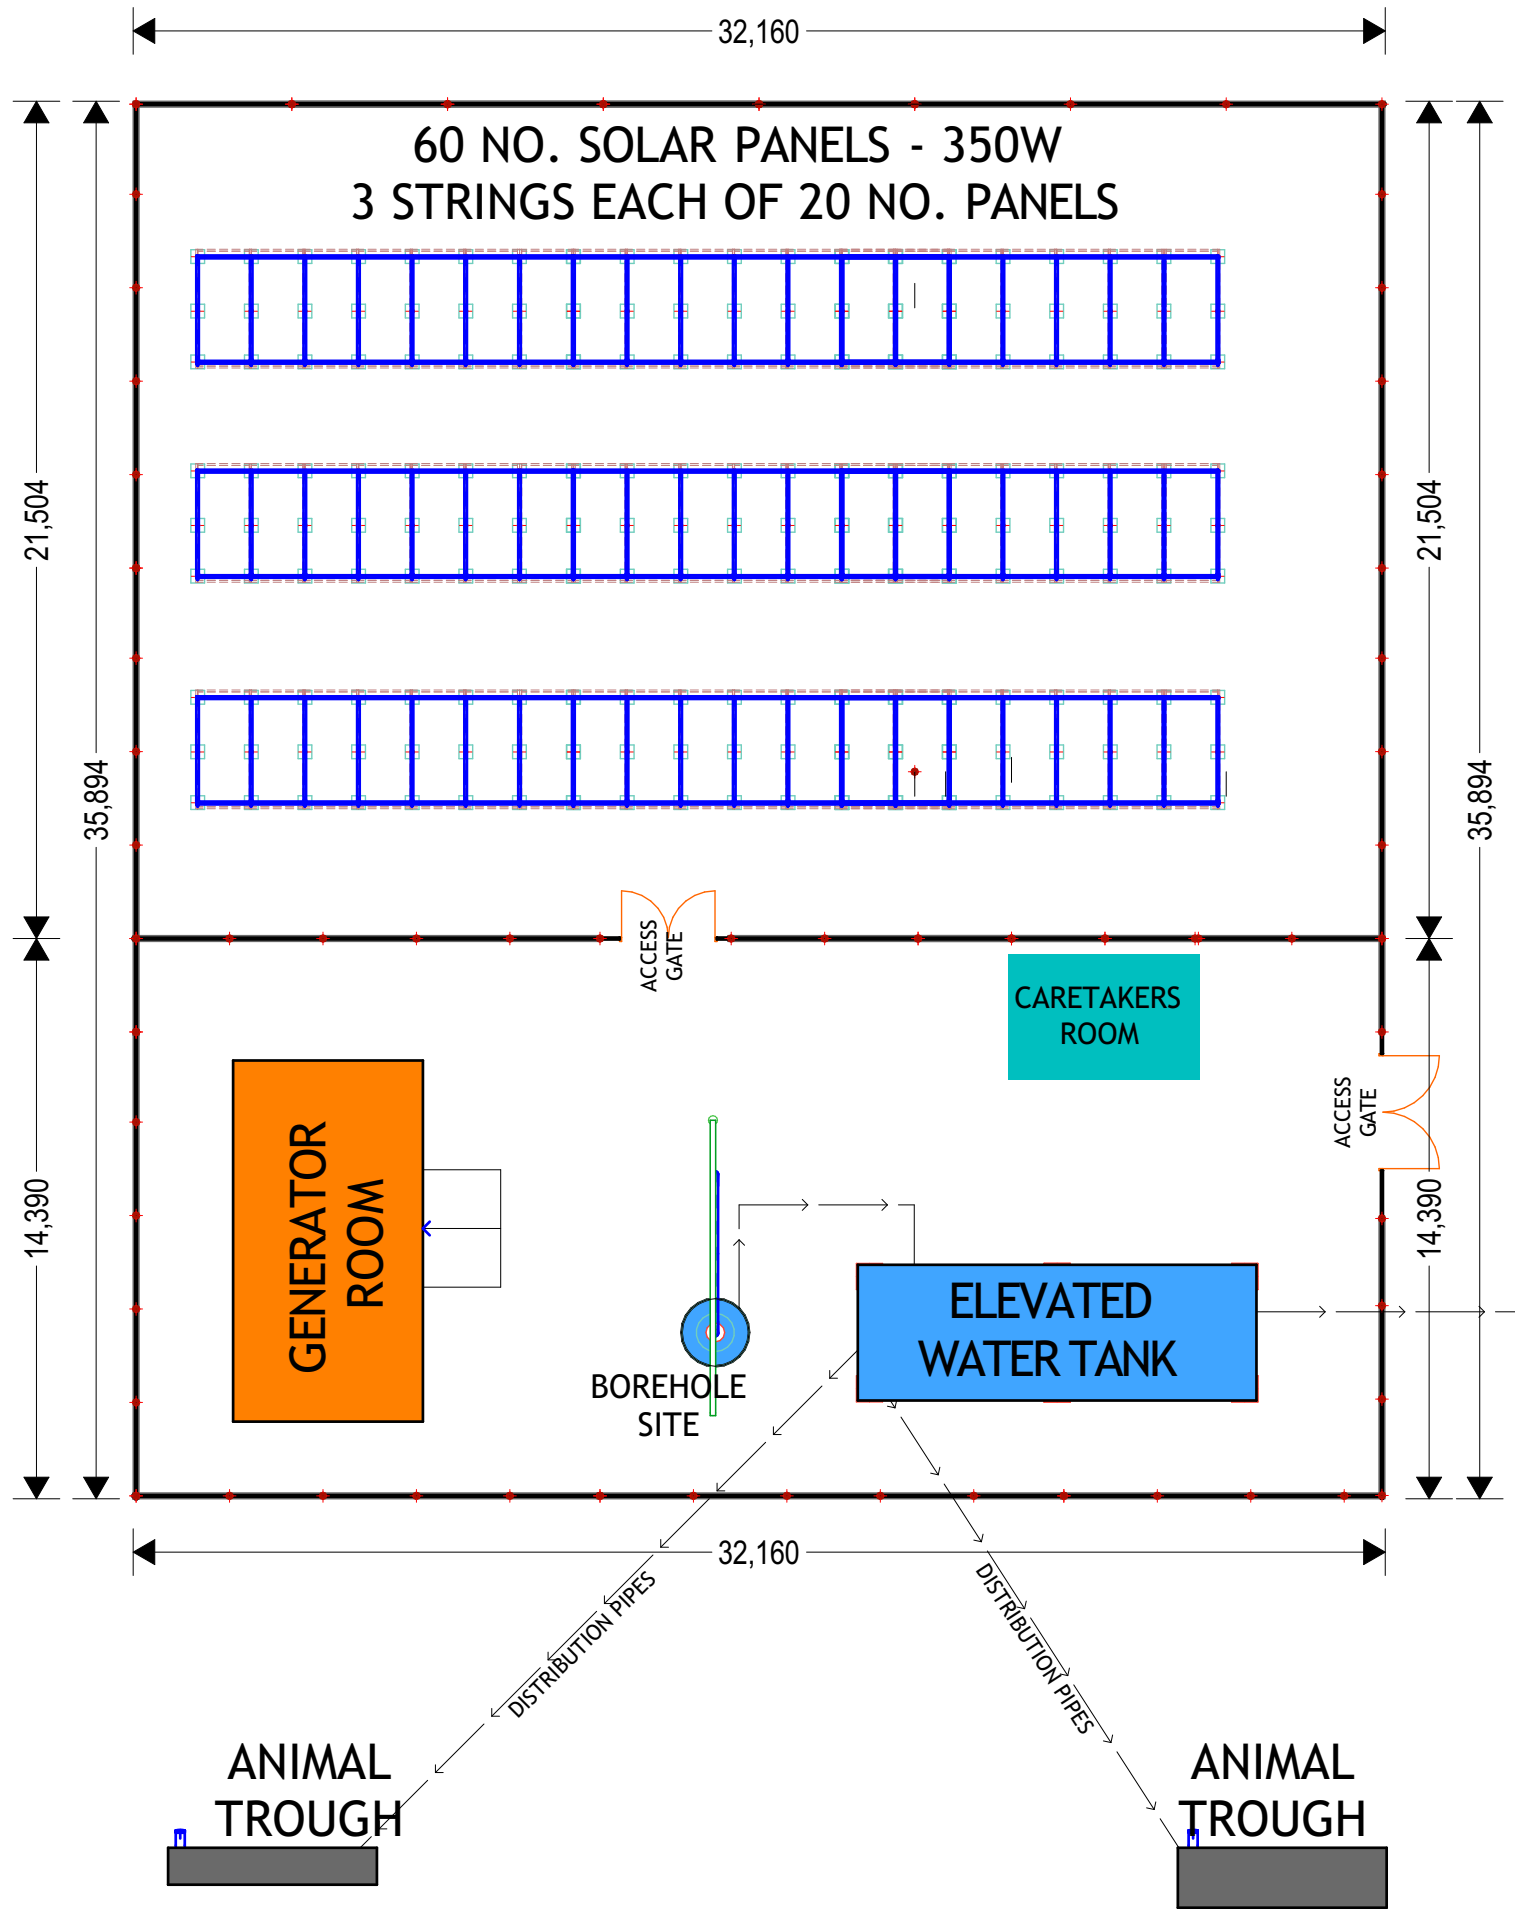 32,160
60 NO. SOLAR PANELS - 350W
3 STRINGS EACH OF 20 NO. PANELS
21,504
35,894
21,504
35,894
ACCESS
GATE
CARETAKERS
ROOM
ACCESS
GATE
14,390
GENERATOR
ROOM
14,390
ELEVATED
WATER TANK
BOREHOLE
SITE
32,160
DISTRIBUTION PIPES
DISTRIBUTION PIPES
ANIMAL
TROUGH
ANIMAL
TROUGH